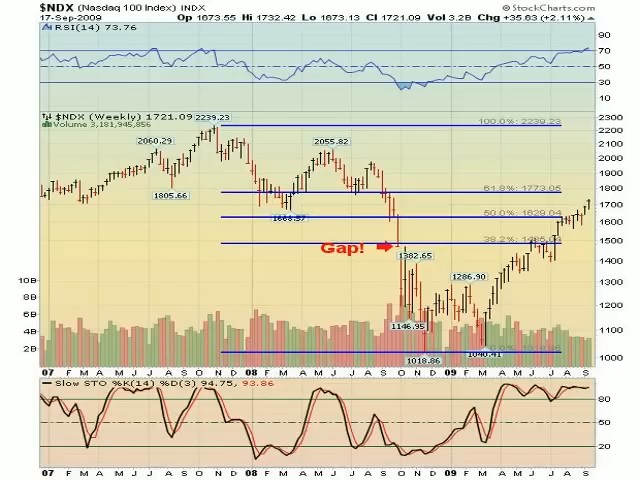 $NDX (Nasdaq 100 Index) INDX
© StockCharts.com
17-Sep-2009
Op 1673.55 Hi 1732.42 Lo 1673.13 Cl 1721.09 Vol 3.2B Chg +35.63 (+2.11%)
RSI(14) 73.76
90
70
50
30
10
$NDX (Weekly) 1721.09
Volume 3,181,945,856
2239.23
2060.29
2055.82
1805.66
1668.57
100.0%: 2239.23
61.8%: 1773.05
50.0%: 1629.04
38.2%: 1485.04
Gap!
1382.65
1286.90
1146.95
1018.86
1040.41
2300
2200
2100
2000
1900
1800
1700
1600
1500
1400
1300
1200
1100
1000
10B
8B
6B
4B
2B
07 F M A M J J A S O N D 08 F M A M J J A S O N D 09 F M A M J J A S
Slow STO %K(14) %D(3) 94.75, 93.86
80
50
20
07 F M A M J J A S O N D 08 F M A M J J A S O N D 09 F M A M J J A S